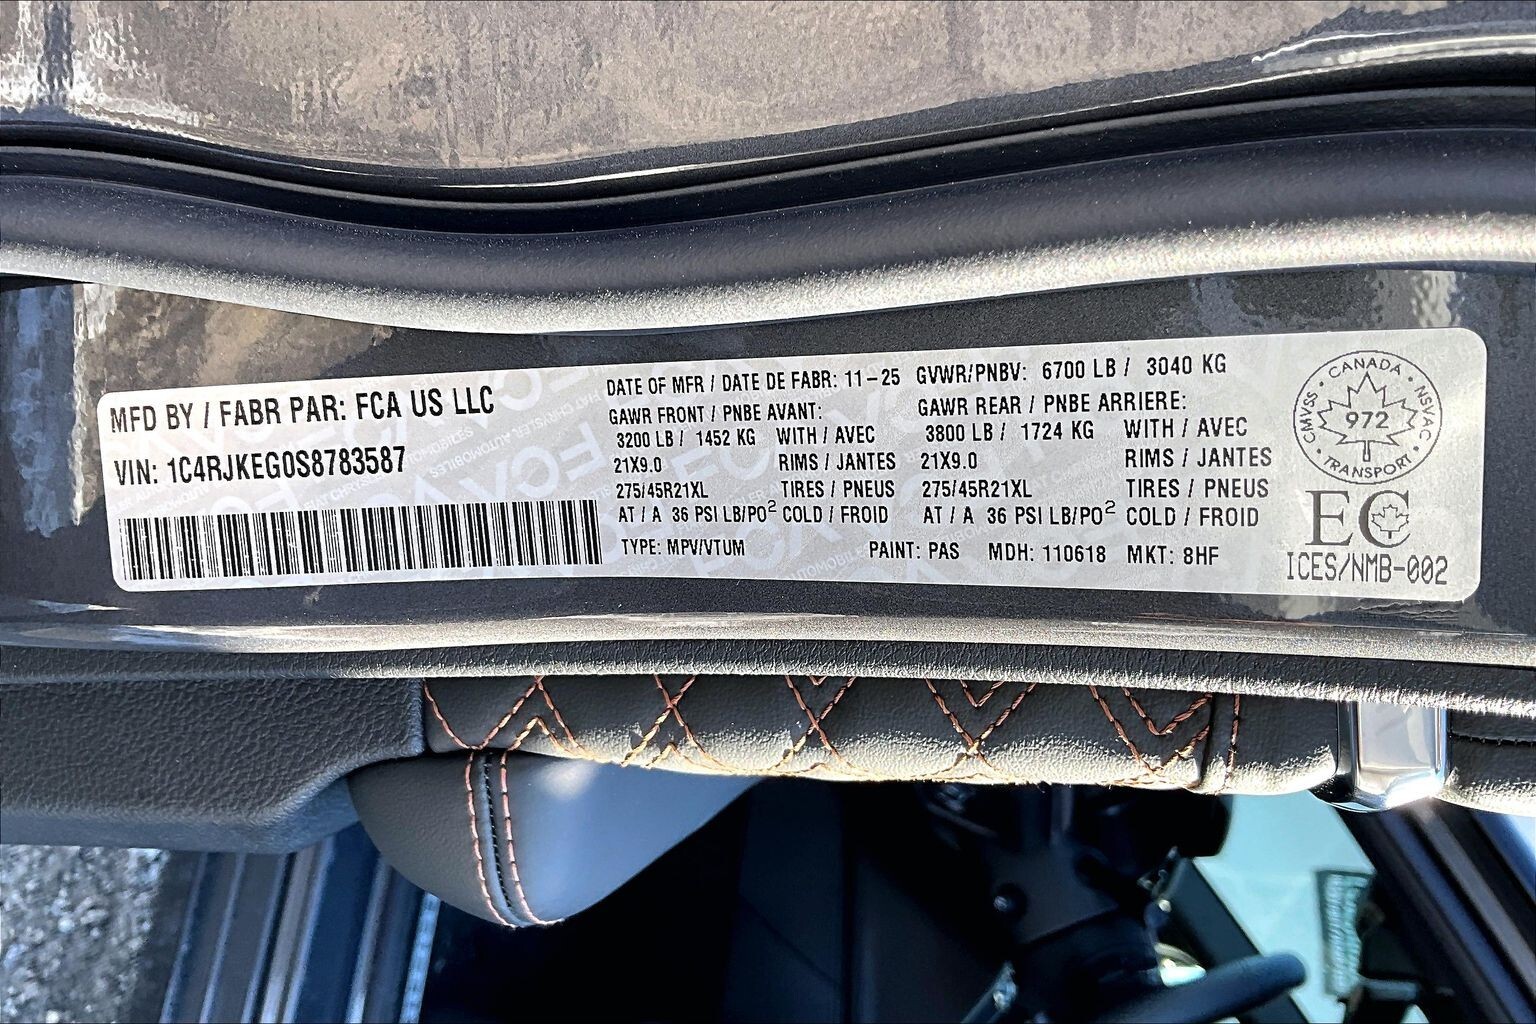 MFD BY / FABR PAR: FCA US LLC
VIN: 1C4RJKEG0S8783587
DATE OF MFR / DATE DE FABR: 11-25 GVWR/PNBV: 6700 LB / 3040 KG
GAWR FRONT / PNBE AVANT: GAWR REAR / PNBE ARRIERE:
3200 LB / 1452 KG WITH / AVEC 3800 LB / 1724 KG WITH / AVEC
21X9.0 RIMS / JANTES 21X9.0 RIMS / JANTES
275/45R21XL TIRES / PNEUS 275/45R21XL TIRES / PNEUS
AT / A 36 PSI LB/PO² COLD / FROID AT / A 36 PSI LB/PO² COLD / FROID
TYPE: MPV/VTUM PAINT: PAS MDH: 110618 MKT: 8HF
CANADA
CMVSS 972 NSVAC
TRANSPORT
EC
ICES/NMB-002